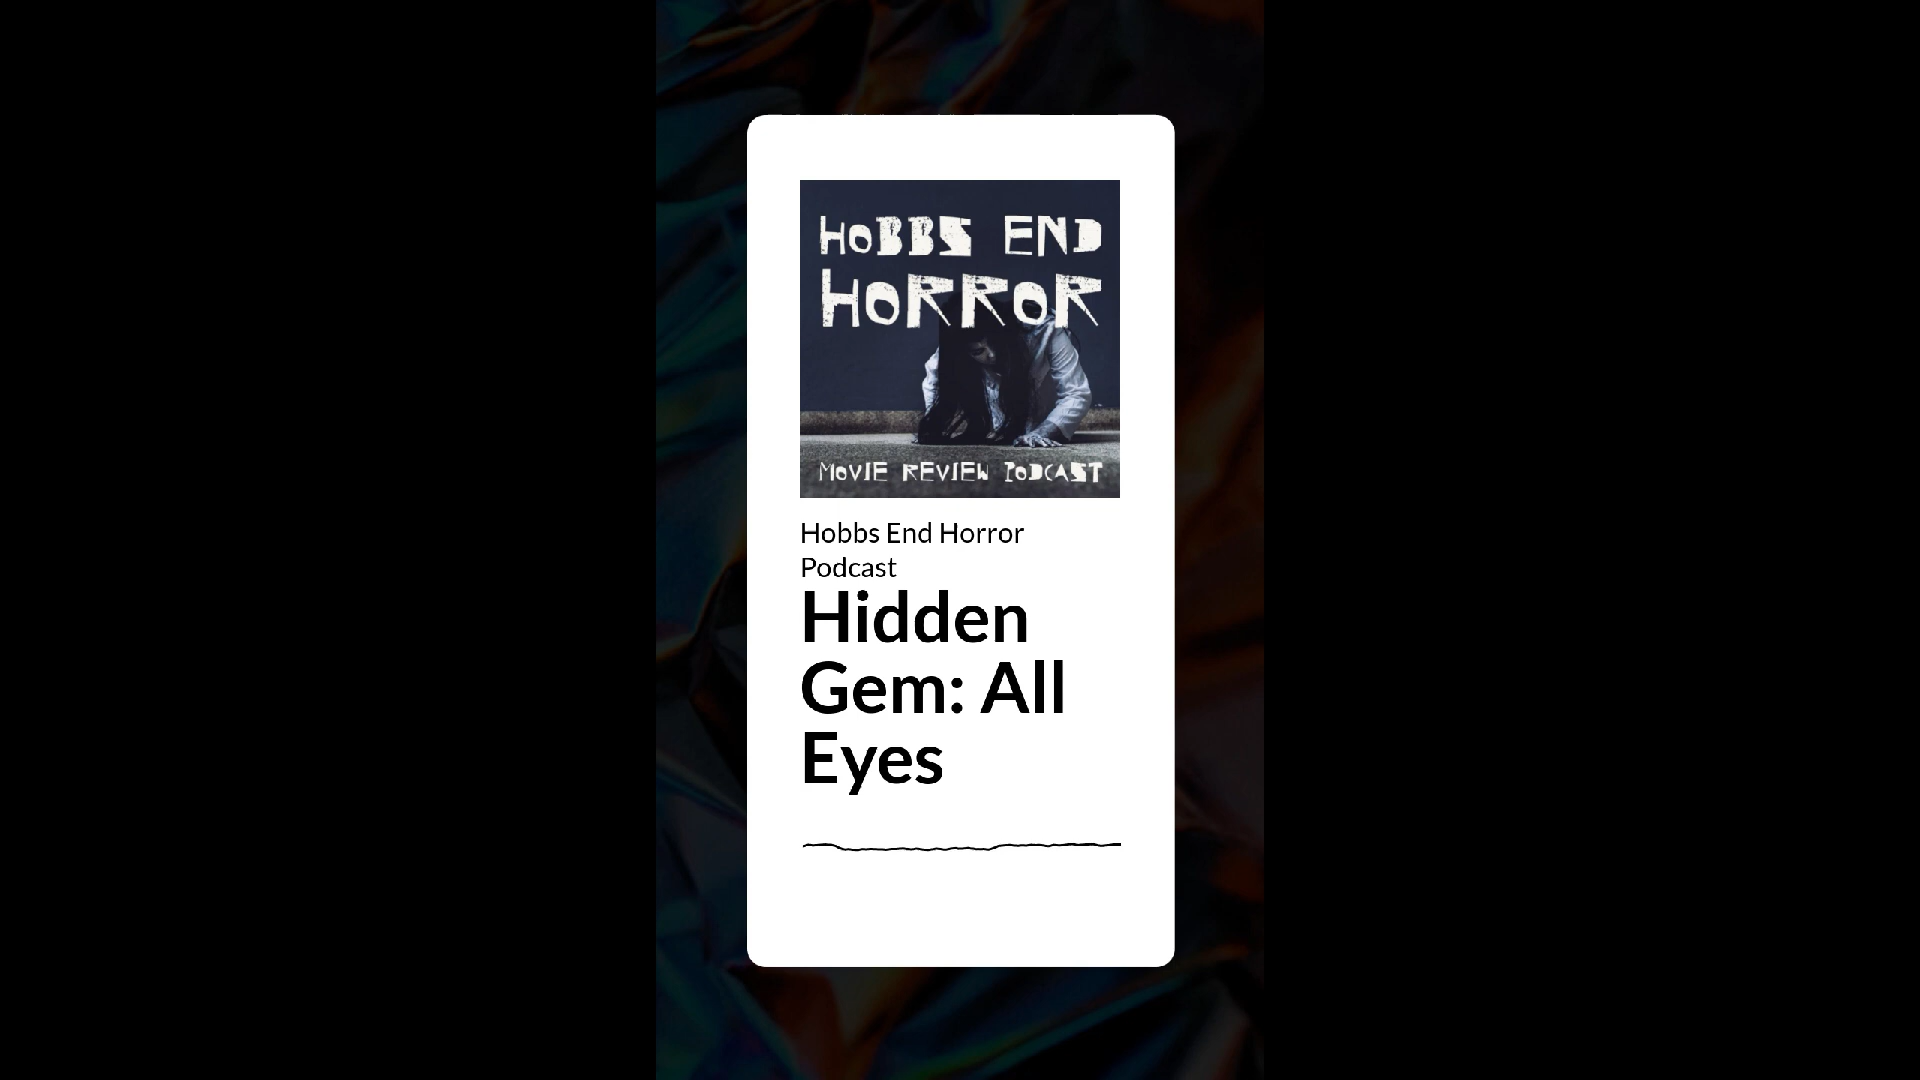 HoBBS END
HoRRoR
MoVIE REVIEW PoDCAST
Hobbs End Horror
Podcast
Hidden
Gem: All
Eyes